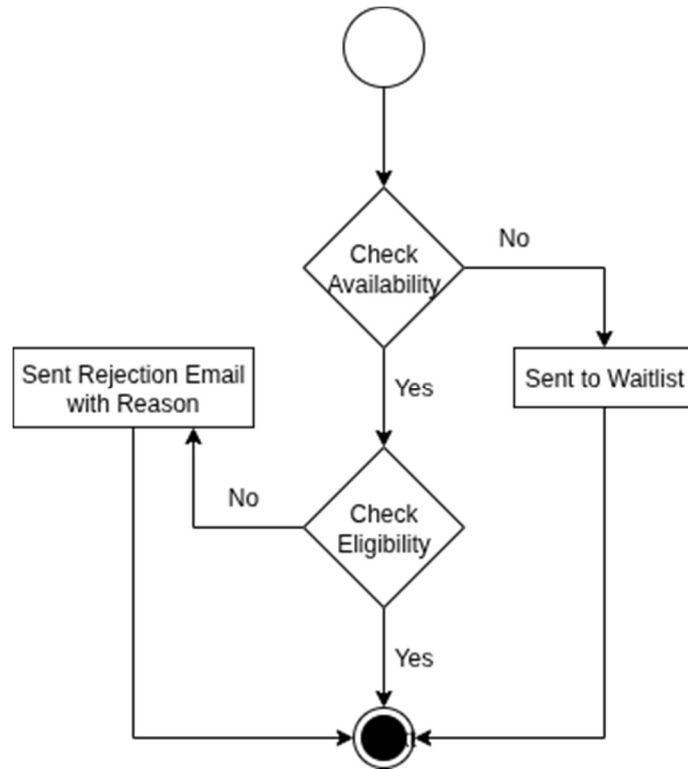 Check
Availability
No
Sent Rejection Email
with Reason
Sent to Waitlist
Yes
No
Check
Eligibility
Yes